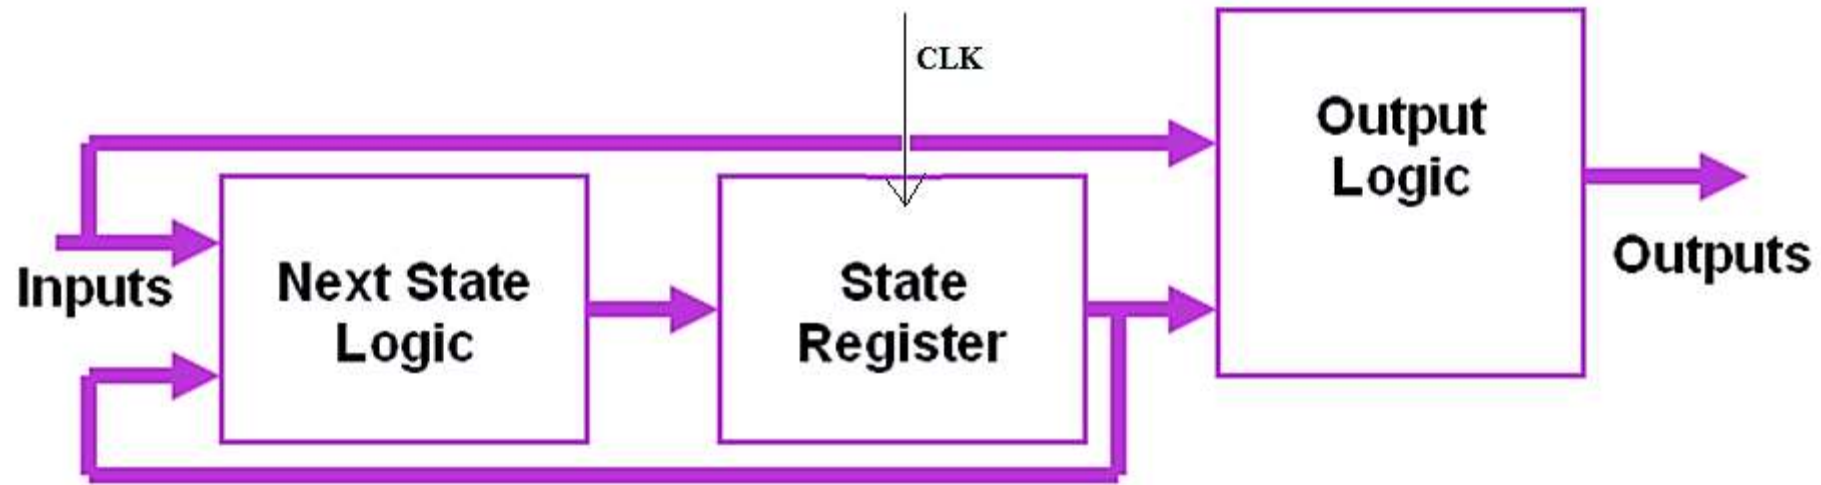 CLK
Output
Logic
Inputs
Next State
Logic
State
Register
Outputs